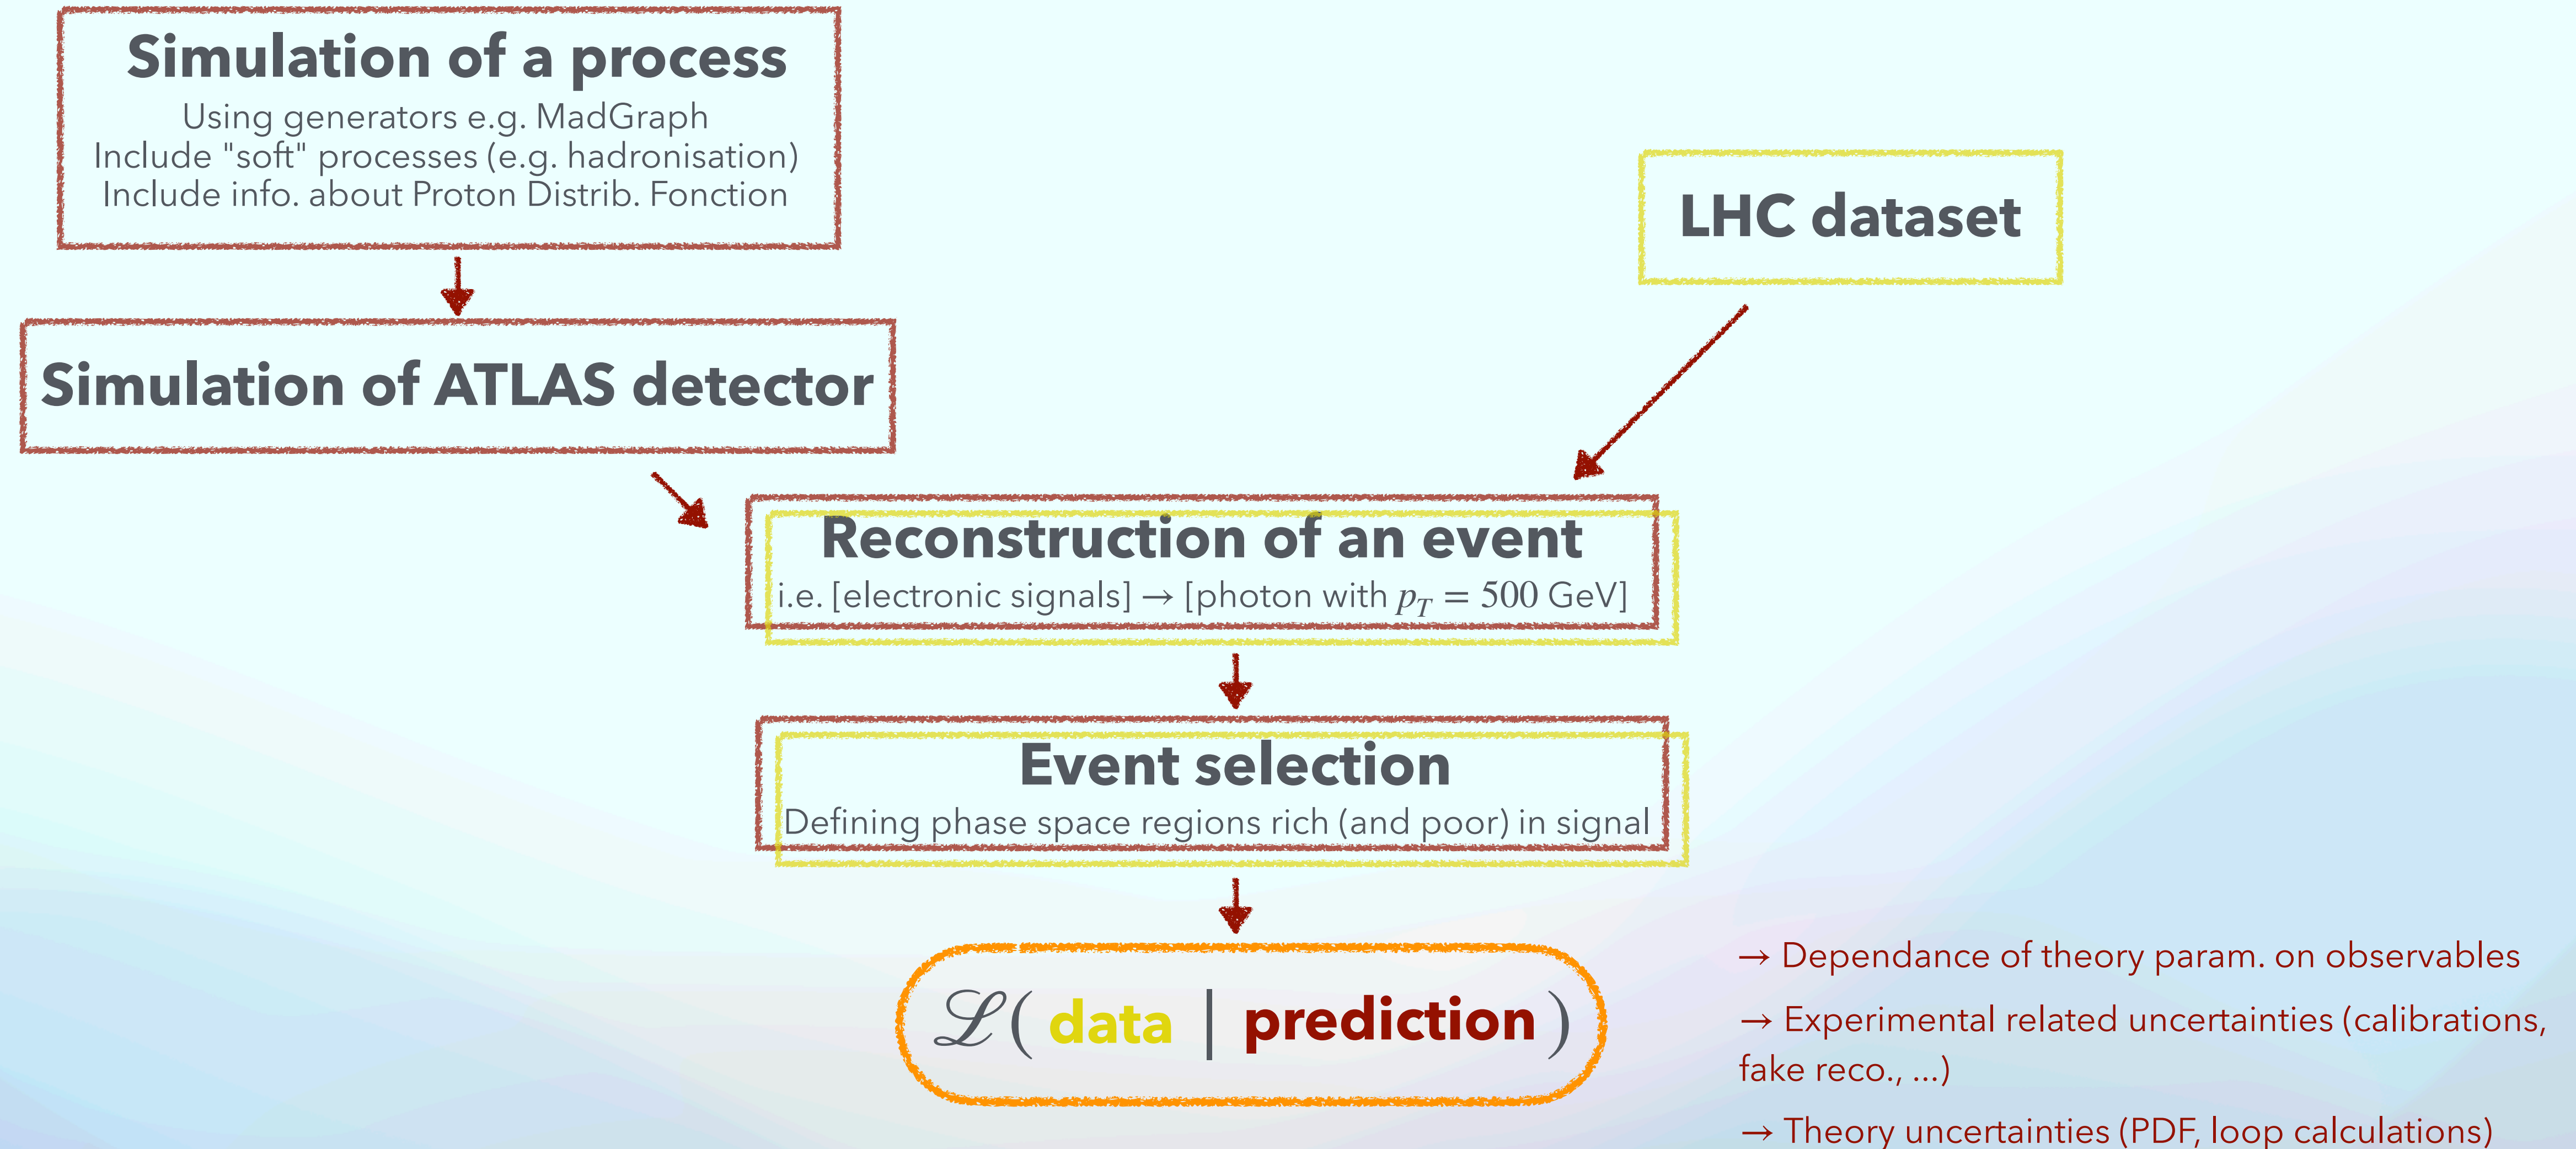 Simulation of a process
Using generators e.g. MadGraph
Include "soft" processes (e.g. hadronisation)
Include info. about Proton Distrib. Fonction
LHC dataset
Simulation of ATLAS detector
Reconstruction of an event
i.e. [electronic signals] → [photon with p_T = 500 GeV]
Event selection
Defining phase space regions rich (and poor) in signal
ℒ( data | prediction )
→ Dependance of theory param. on observables
→ Experimental related uncertainties (calibrations,
fake reco., ...)
→ Theory uncertainties (PDF, loop calculations)